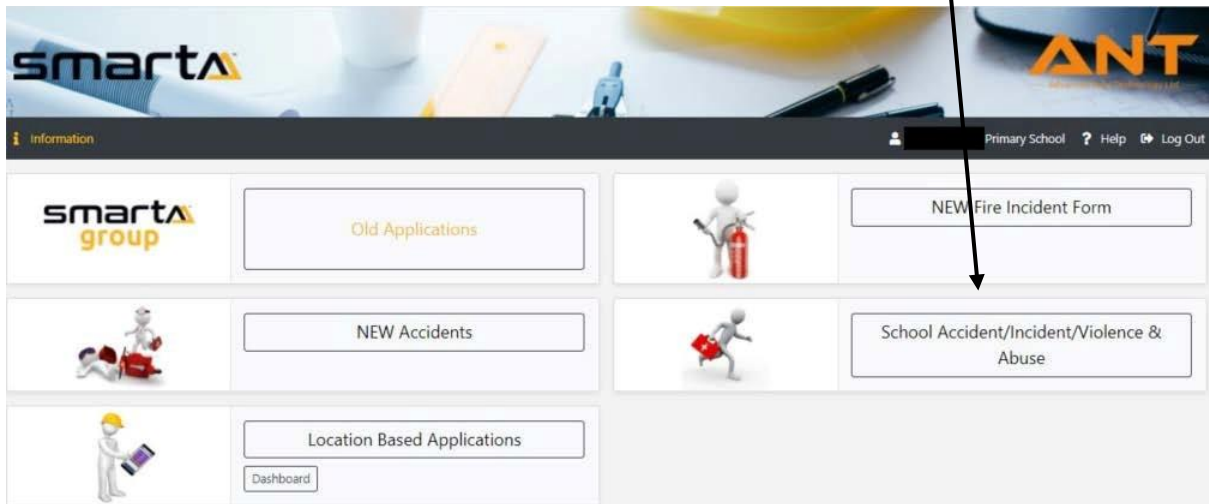 smarta
ANT
Information
Primary School ? Help Log Out
smarta
group
Old Applications
NEW Fire Incident Form
NEW Accidents
School Accident/Incident/Violence &
Abuse
Location Based Applications
Dashboard